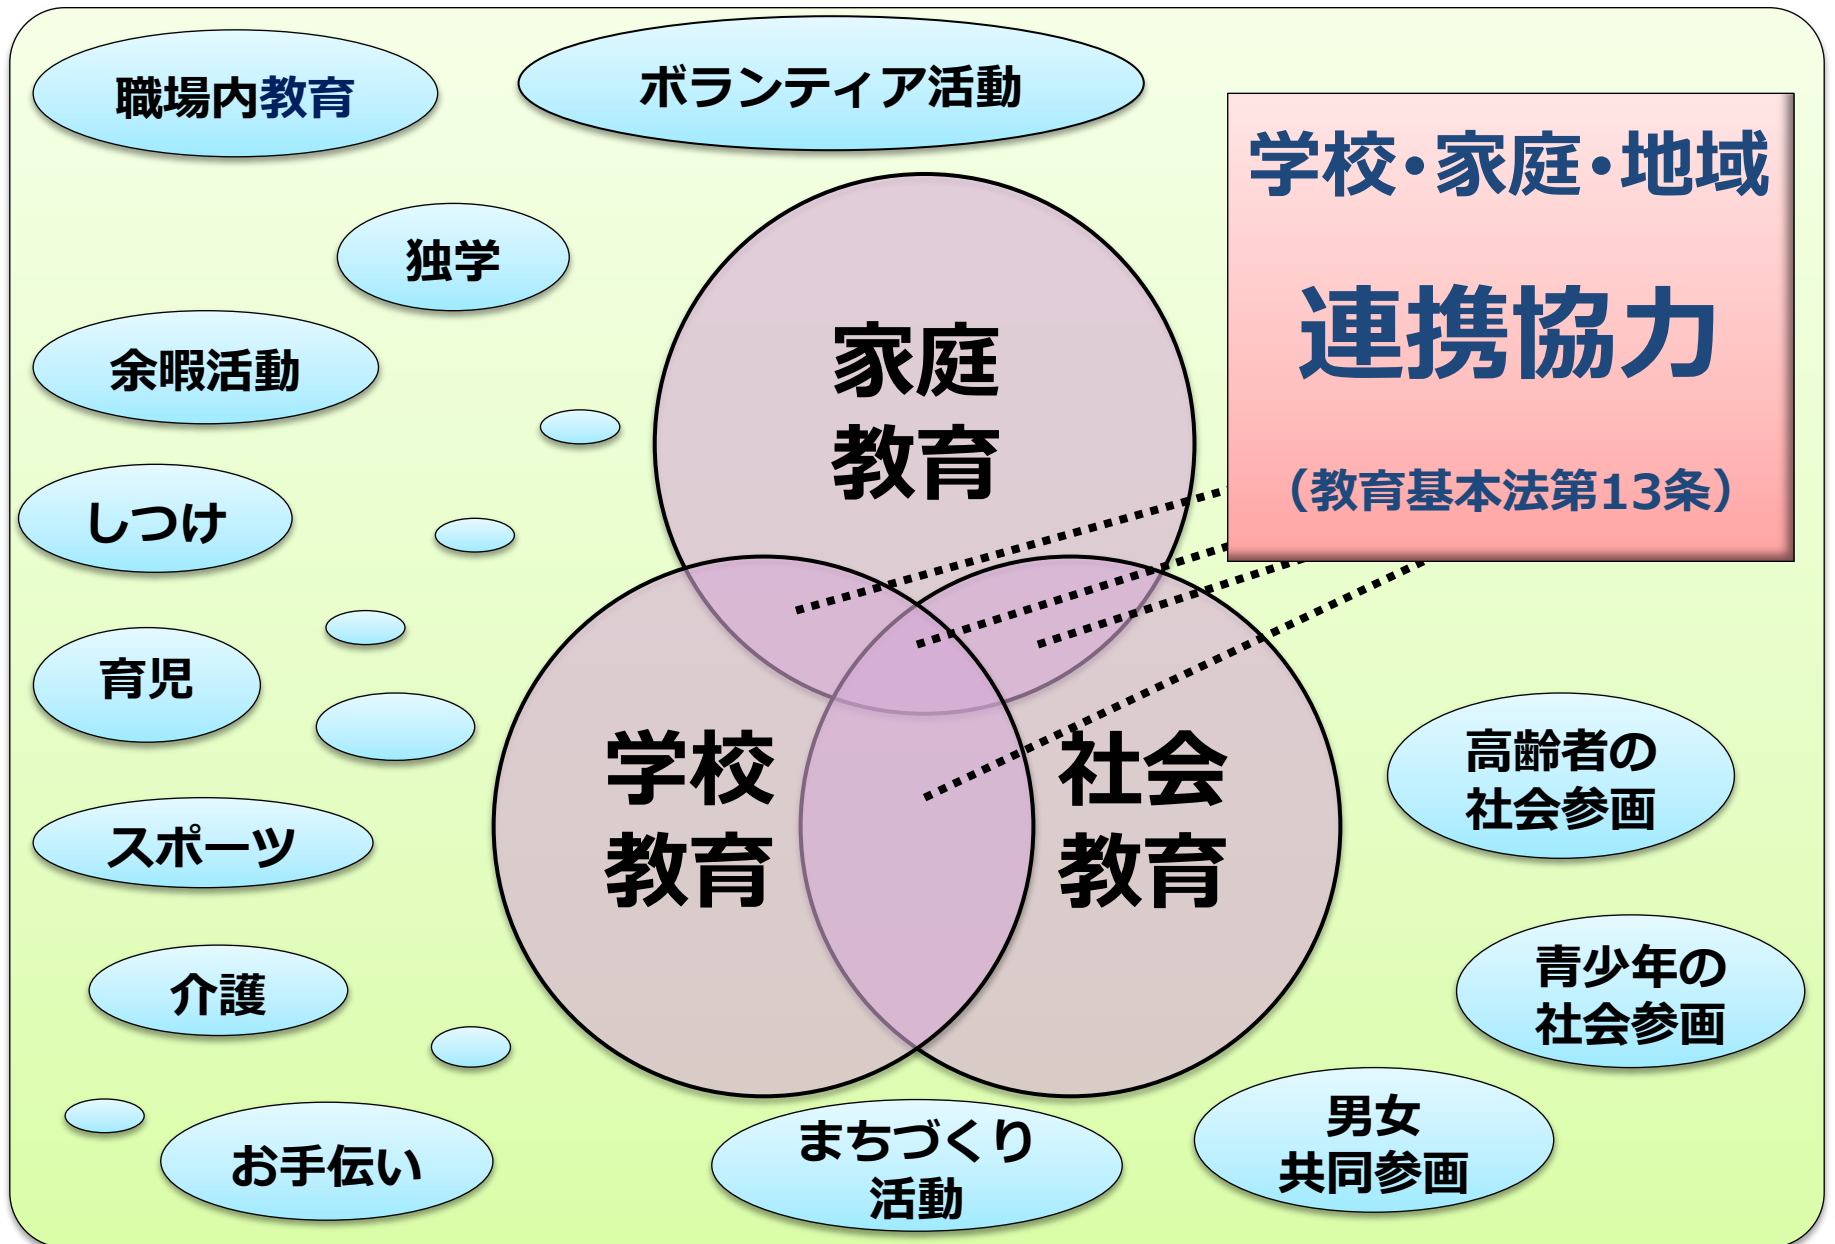 職場内教育
ボランティア活動
学校・家庭・地域
連携協力
（教育基本法第13条）
独学
余暇活動
家庭
教育
しつけ
育児
学校
教育
社会
教育
高齢者の
社会参画
スポーツ
介護
青少年の
社会参画
お手伝い
まちづくり
活動
男女
共同参画